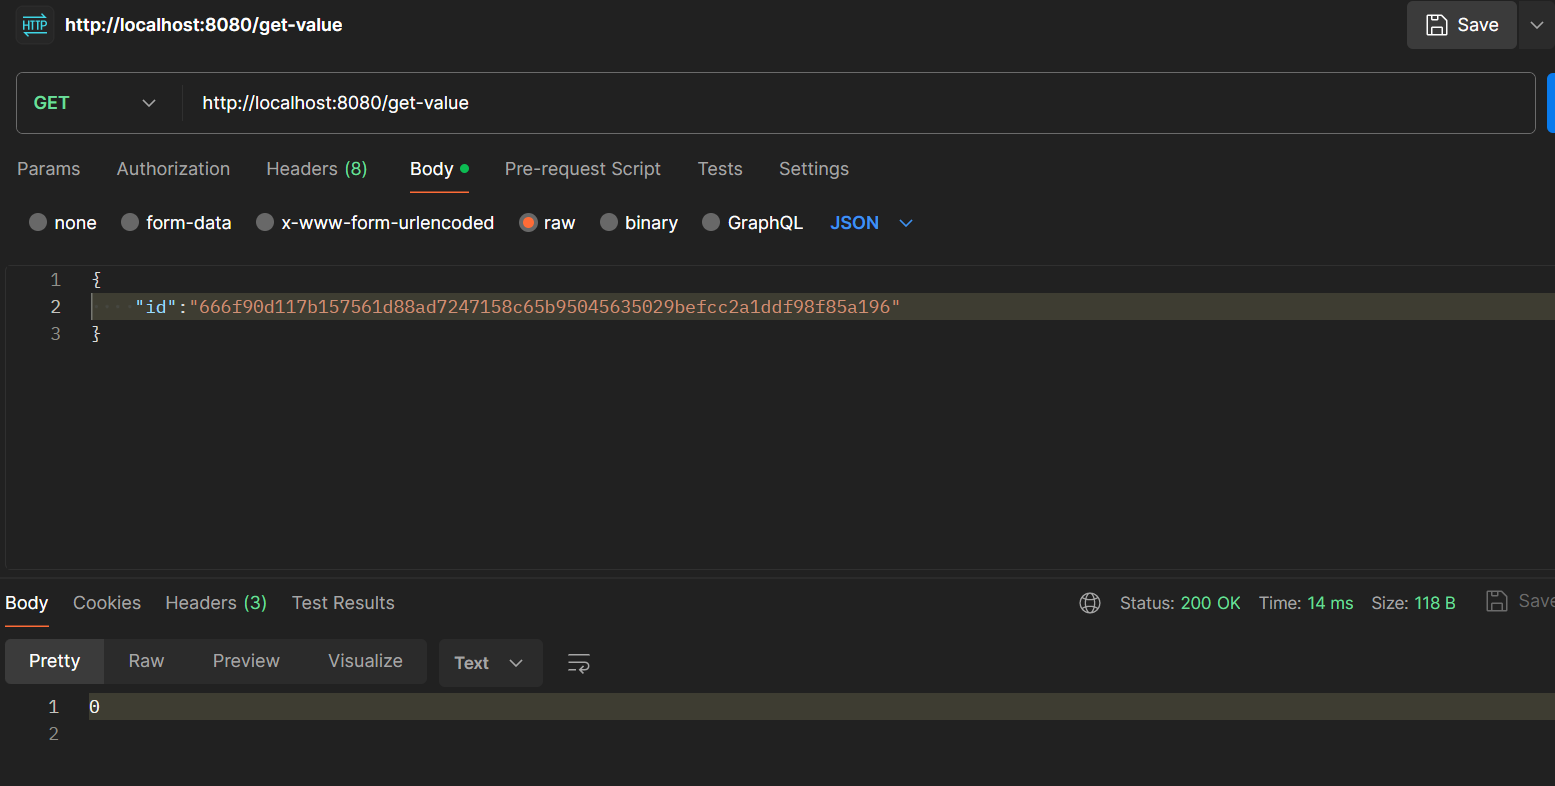 HTTP http://localhost:8080/get-value
Save
GET http://localhost:8080/get-value
Params Authorization Headers (8) Body Pre-request Script Tests Settings
none form-data x-www-form-urlencoded raw binary GraphQL JSON
1 {
2 "id":"666f90d117b157561d88ad7247158c65b95045635029befcc2a1ddf98f85a196"
3 }
Body Cookies Headers (3) Test Results Status: 200 OK Time: 14 ms Size: 118 B Save
Pretty Raw Preview Visualize Text
1 0
2